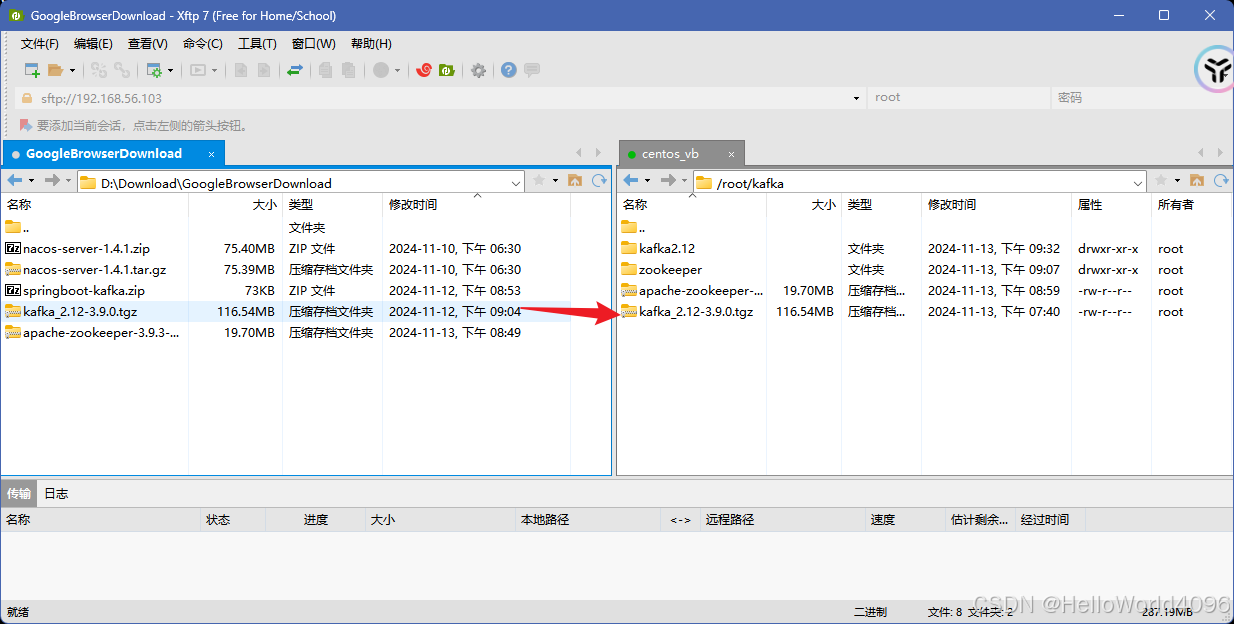 GoogleBrowserDownload - Xftp 7 (Free for Home/School)
文件(F) 编辑(E) 查看(V) 命令(C) 工具(T) 窗口(W) 帮助(H)
sftp://192.168.56.103 root 密码
要添加当前会话，点击左侧的箭头按钮。
GoogleBrowserDownload × centos_vb ×
D:\Download\GoogleBrowserDownload /root/kafka
名称 大小 类型 修改时间
.. 文件夹
nacos-server-1.4.1.zip 75.40MB ZIP 文件 2024-11-10, 下午 06:30
nacos-server-1.4.1.tar.gz 75.39MB 压缩存档文件夹 2024-11-10, 下午 06:30
springboot-kafka.zip 73KB ZIP 文件 2024-11-12, 下午 08:53
kafka_2.12-3.9.0.tgz 116.54MB 压缩存档文件夹 2024-11-12, 下午 09:04
apache-zookeeper-3.9.3-... 19.70MB 压缩存档文件夹 2024-11-13, 下午 08:49
名称 大小 类型 修改时间 属性 所有者
..
kafka2.12 文件夹 2024-11-13, 下午 09:32 drwxr-xr-x root
zookeeper 文件夹 2024-11-13, 下午 09:07 drwxr-xr-x root
apache-zookeeper-... 19.70MB 压缩存档... 2024-11-13, 下午 08:59 -rw-r--r-- root
kafka_2.12-3.9.0.tgz 116.54MB 压缩存档... 2024-11-13, 下午 07:40 -rw-r--r-- root
传输 日志
名称 状态 进度 大小 本地路径 <-> 远程路径 速度 估计剩余... 经过时间
就绪 二进制 文件: 8 文件夹: 2 287.19MB
CSDN @HelloWorld4096